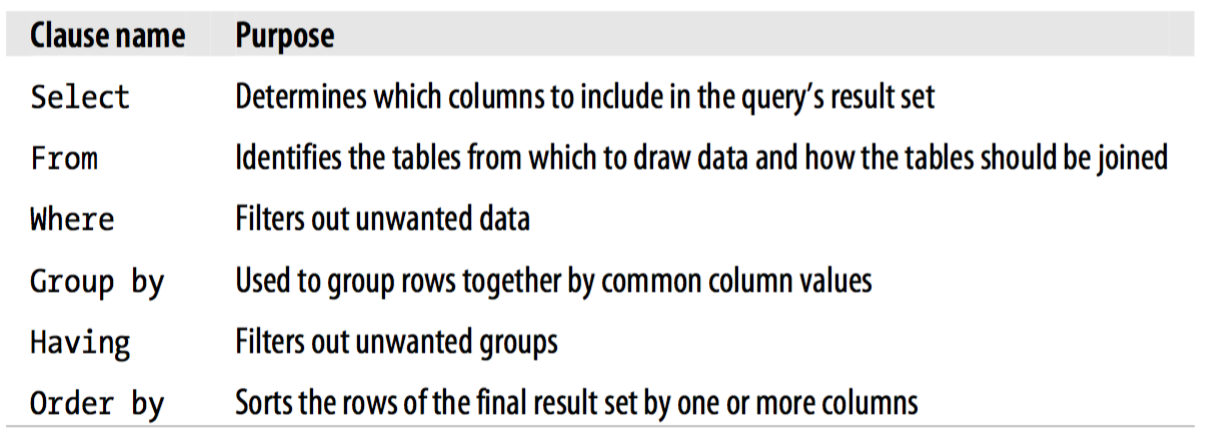 Clause name Purpose
Select Determines which columns to include in the query’s result set
From Identifies the tables from which to draw data and how the tables should be joined
Where Filters out unwanted data
Group by Used to group rows together by common column values
Having Filters out unwanted groups
Order by Sorts the rows of the final result set by one or more columns